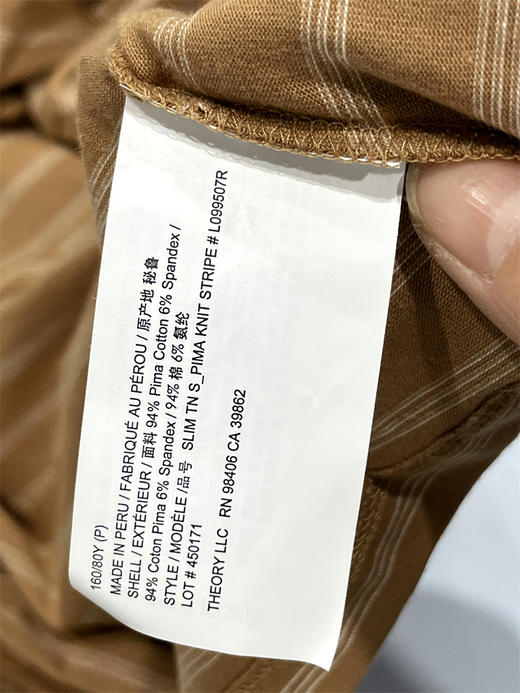 160/80Y (P)
MADE IN PERU / FABRIQUÉ AU PÉROU / 原产地 秘鲁
SHELL / EXTÉRIEUR / 面料 94% Pima Cotton 6% Spandex /
94% Coton Pima 6% Spandex / 94% 棉 6% 氨纶
STYLE / MODÈLE / 品号 SLIM TN S_PIMA KNIT STRIPE # L099507R
LOT # 450171
THEORY LLC RN 98406 CA 39862